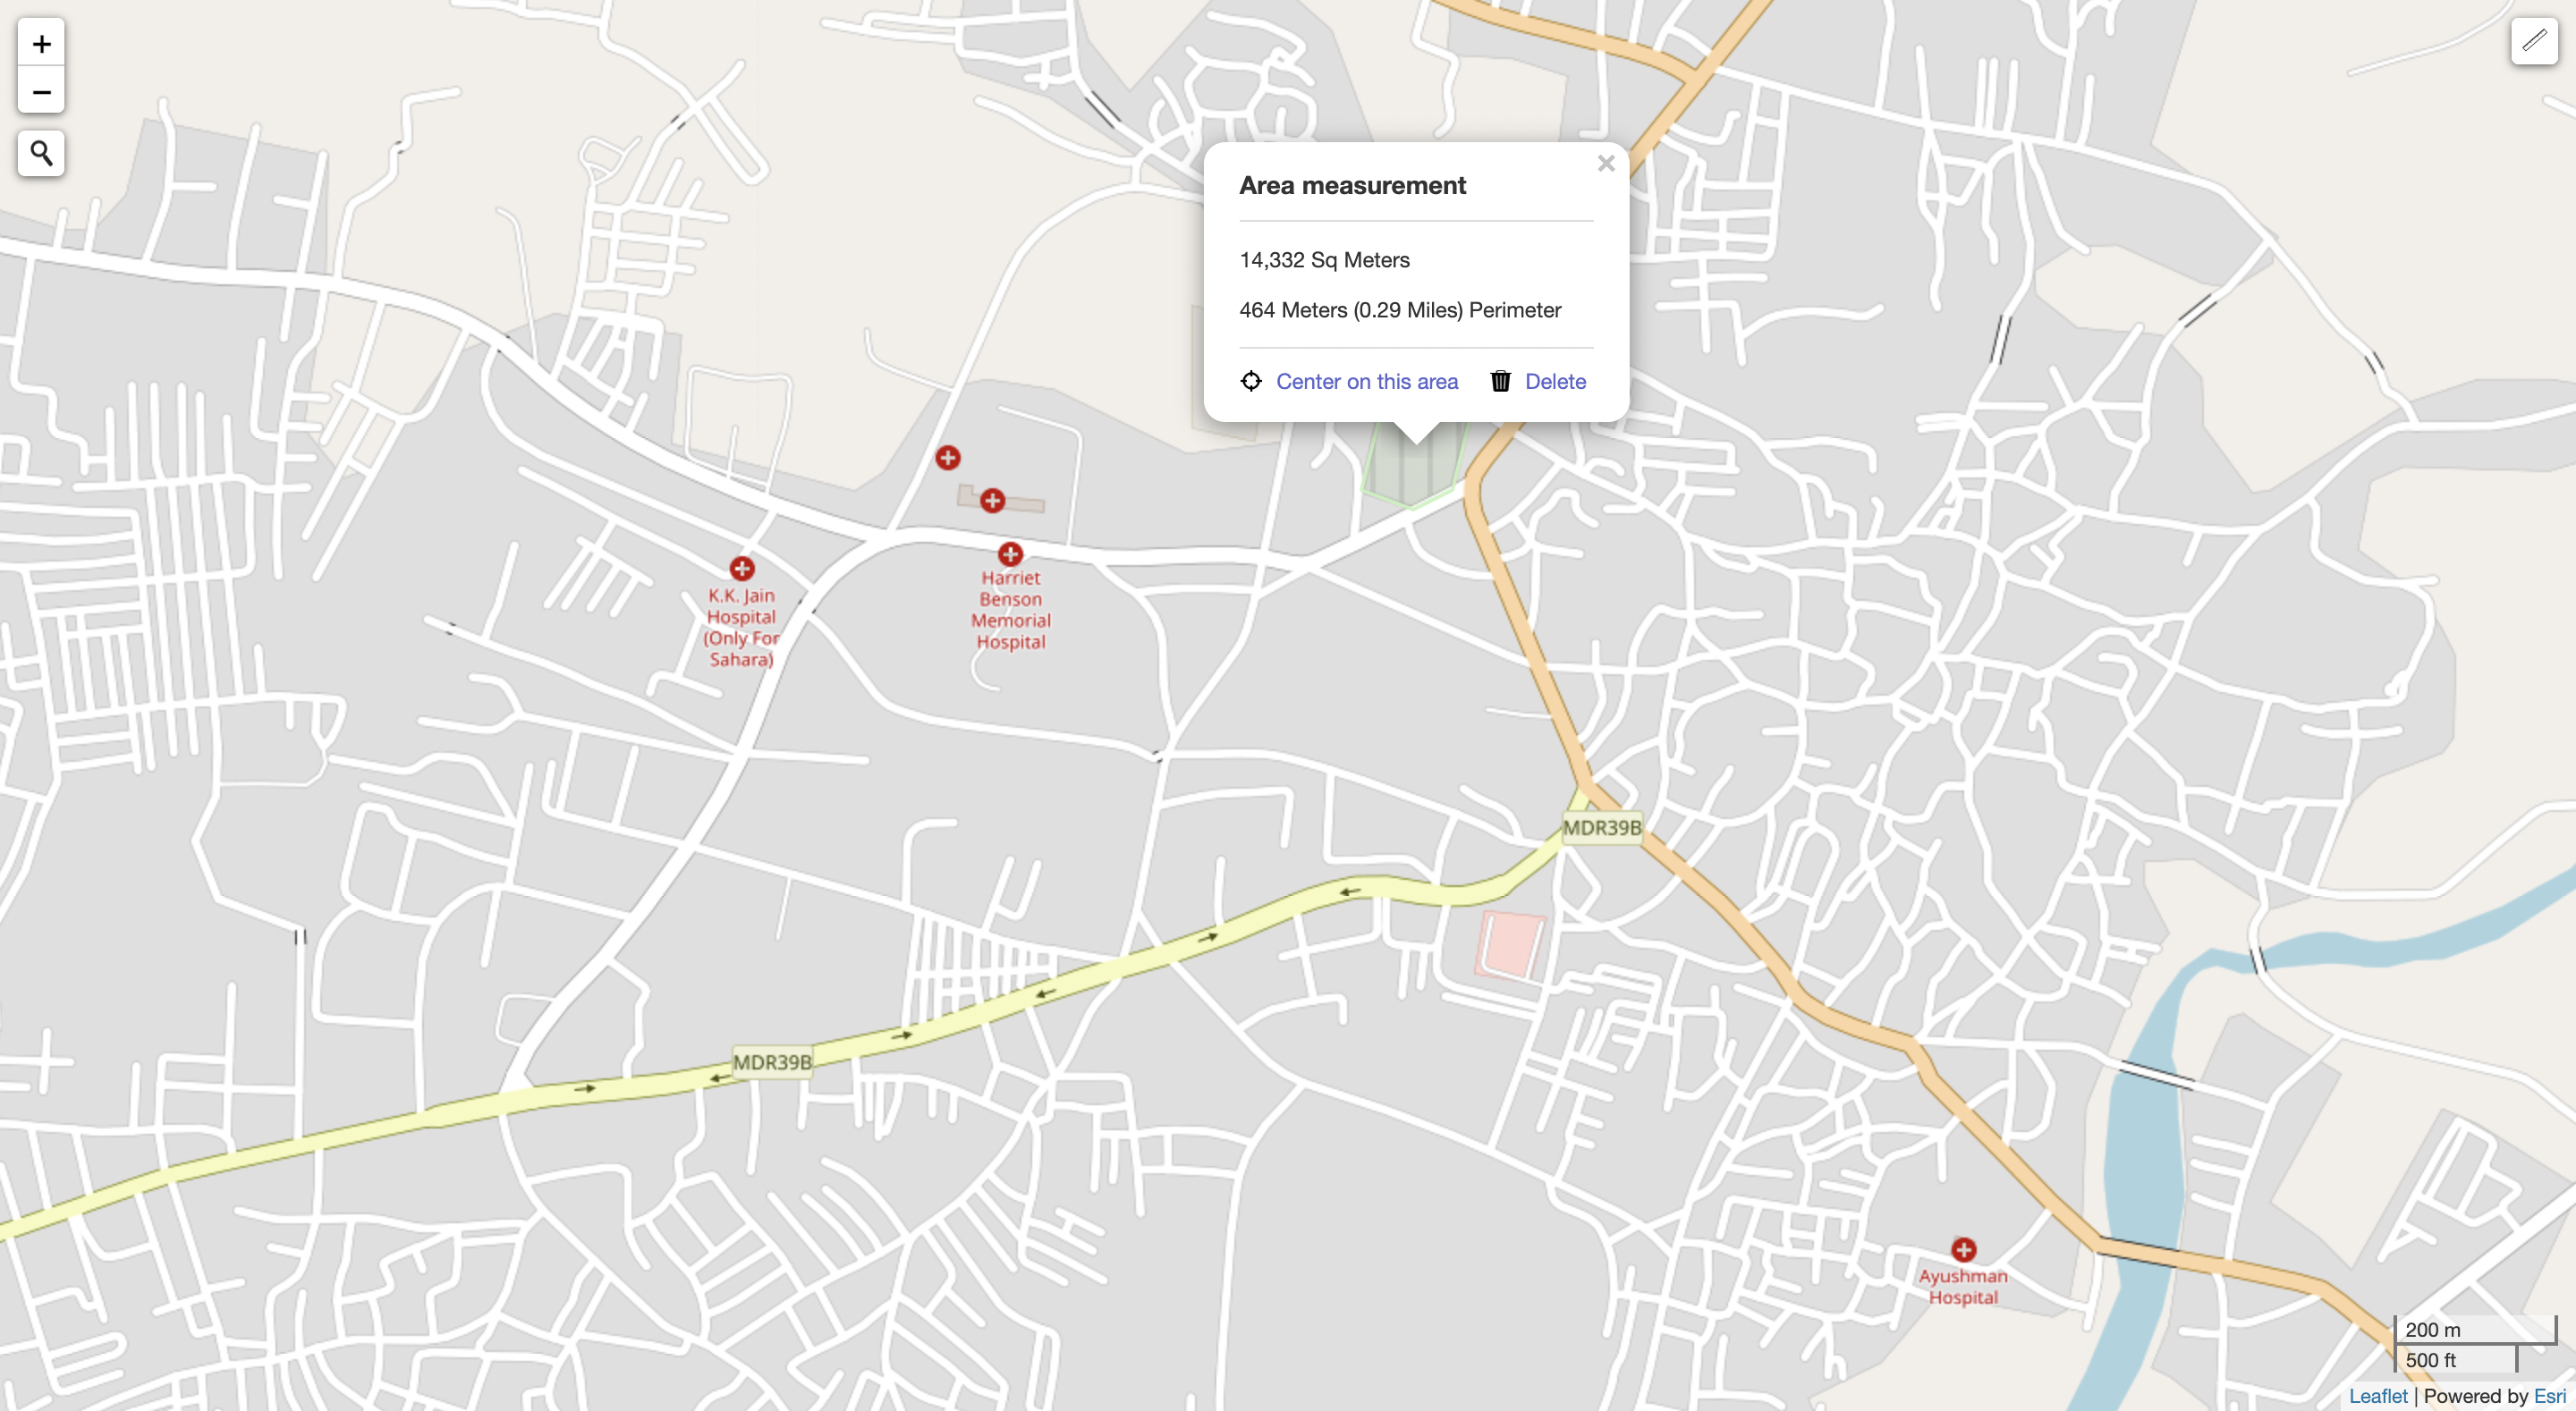 +
−
Area measurement
×
14,332 Sq Meters
464 Meters (0.29 Miles) Perimeter
Center on this area Delete
K.K. Jain
Hospital
(Only For
Sahara)
Harriet
Benson
Memorial
Hospital
MDR39B
MDR39B
Ayushman
Hospital
200 m
500 ft
Leaflet | Powered by Esri